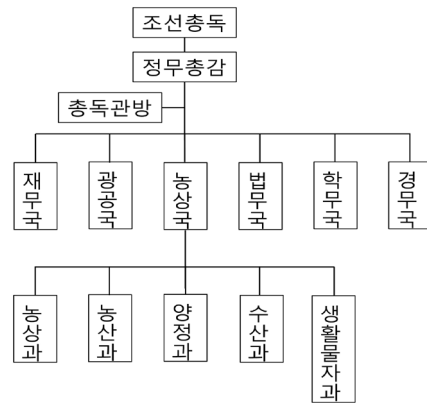 조선총독
정무총감
총독관방
재무국
광공국
농상국
법무국
학무국
경무국
농상과
농산과
양정과
수산과
생활물자과